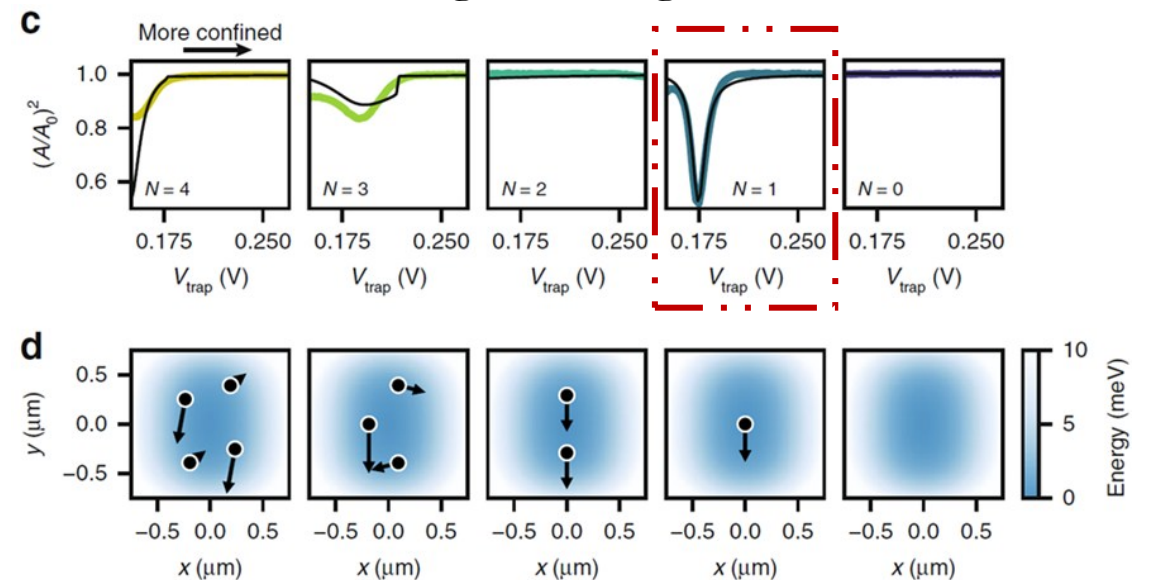 c
More confined
1.0
0.8
0.6
(A/A₀)²
N = 4
N = 3
N = 2
N = 1
N = 0
0.175 0.250 0.175 0.250 0.175 0.250 0.175 0.250 0.175 0.250
Vtrap (V) Vtrap (V) Vtrap (V) Vtrap (V) Vtrap (V)
d
0.5
0.0
−0.5
y (μm)
−0.5 0.0 0.5 −0.5 0.0 0.5 −0.5 0.0 0.5 −0.5 0.0 0.5 −0.5 0.0 0.5
x (μm) x (μm) x (μm) x (μm) x (μm)
10
5
0
Energy (meV)